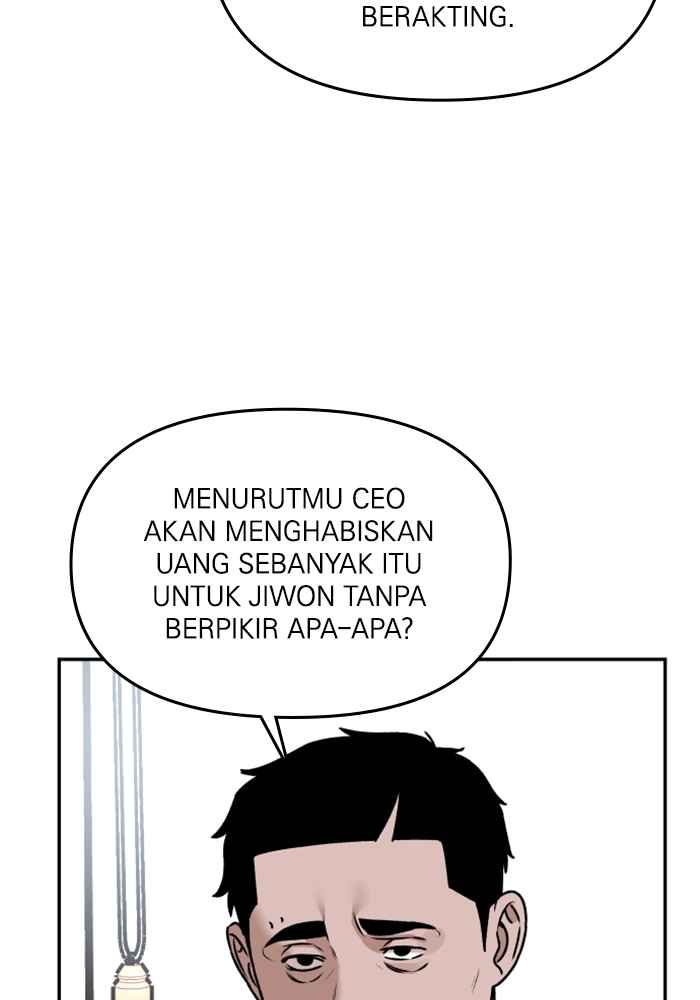 BERAKTING.
MENURUTMU CEO
AKAN MENGHABISKAN
UANG SEBANYAK ITU
UNTUK JIWON TANPA
BERPIKIR APA-APA?